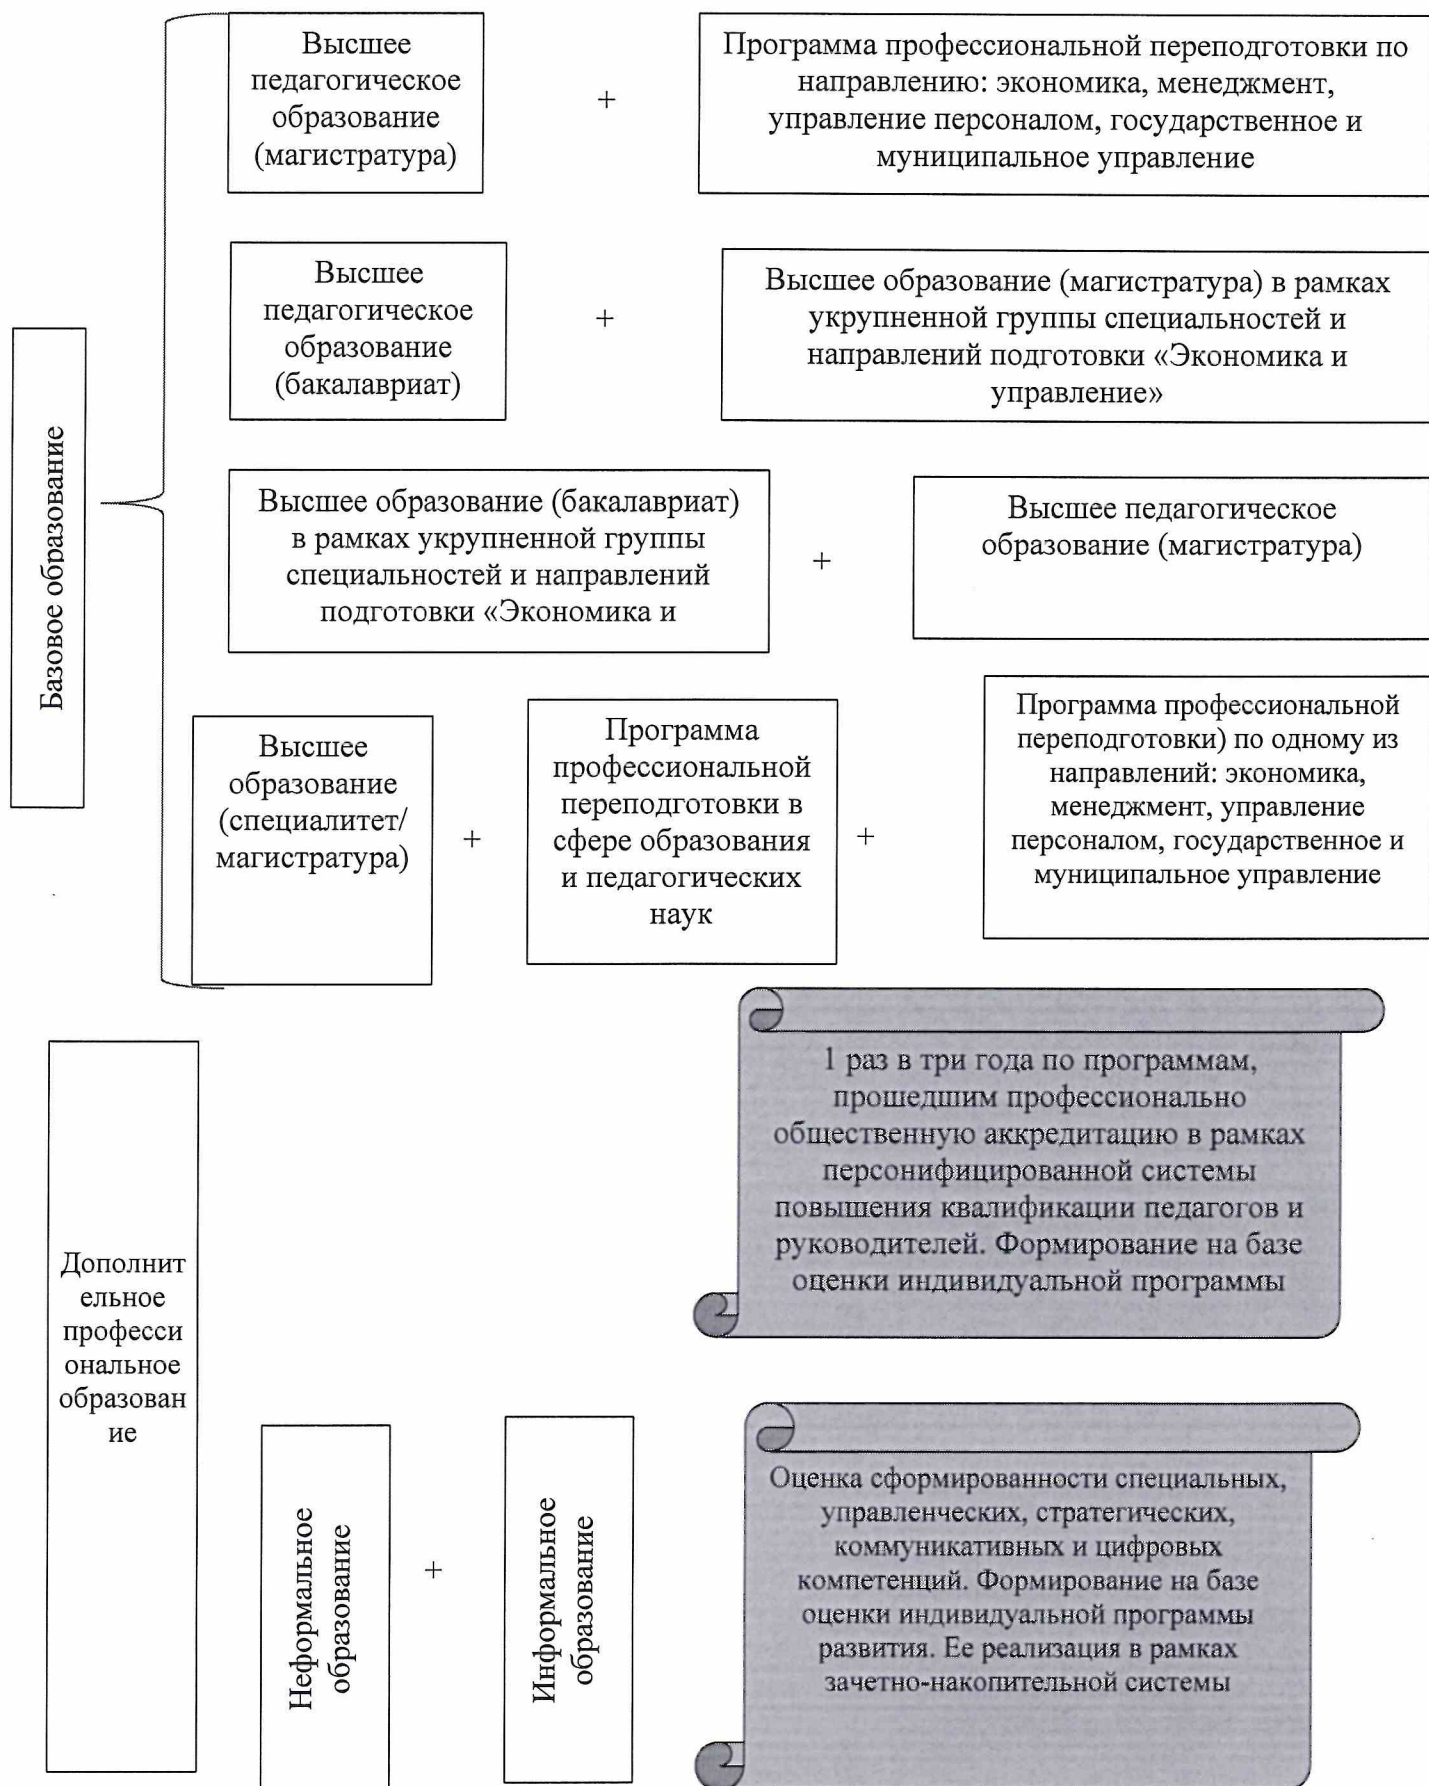 Высшее
педагогическое
образование
(магистратура)
+
Программа профессиональной переподготовки по
направлению: экономика, менеджмент,
управление персоналом, государственное и
муниципальное управление
Высшее
педагогическое
образование
(бакалавриат)
+
Высшее образование (магистратура) в рамках
укрупненной группы специальностей и
направлений подготовки «Экономика и
управление»
Базовое образование
Высшее образование (бакалавриат)
в рамках укрупненной группы
специальностей и направлений
подготовки «Экономика и
+
Высшее педагогическое
образование (магистратура)
Высшее
образование
(специалитет/
магистратура)
+
Программа
профессиональной
переподготовки в
сфере образования
и педагогических
наук
+
Программа профессиональной
переподготовки) по одному из
направлений: экономика,
менеджмент, управление
персоналом, государственное и
муниципальное управление
1 раз в три года по программам,
прошедшим профессионально
общественную аккредитацию в рамках
персонифицированной системы
повышения квалификации педагогов и
руководителей. Формирование на базе
оценки индивидуальной программы
Дополнит
ельное
професси
ональное
образован
ие
Неформальное
образование
+
Информальное
образование
Оценка сформированности специальных,
управленческих, стратегических,
коммуникативных и цифровых
компетенций. Формирование на базе
оценки индивидуальной программы
развития. Ее реализация в рамках
зачетно-накопительной системы